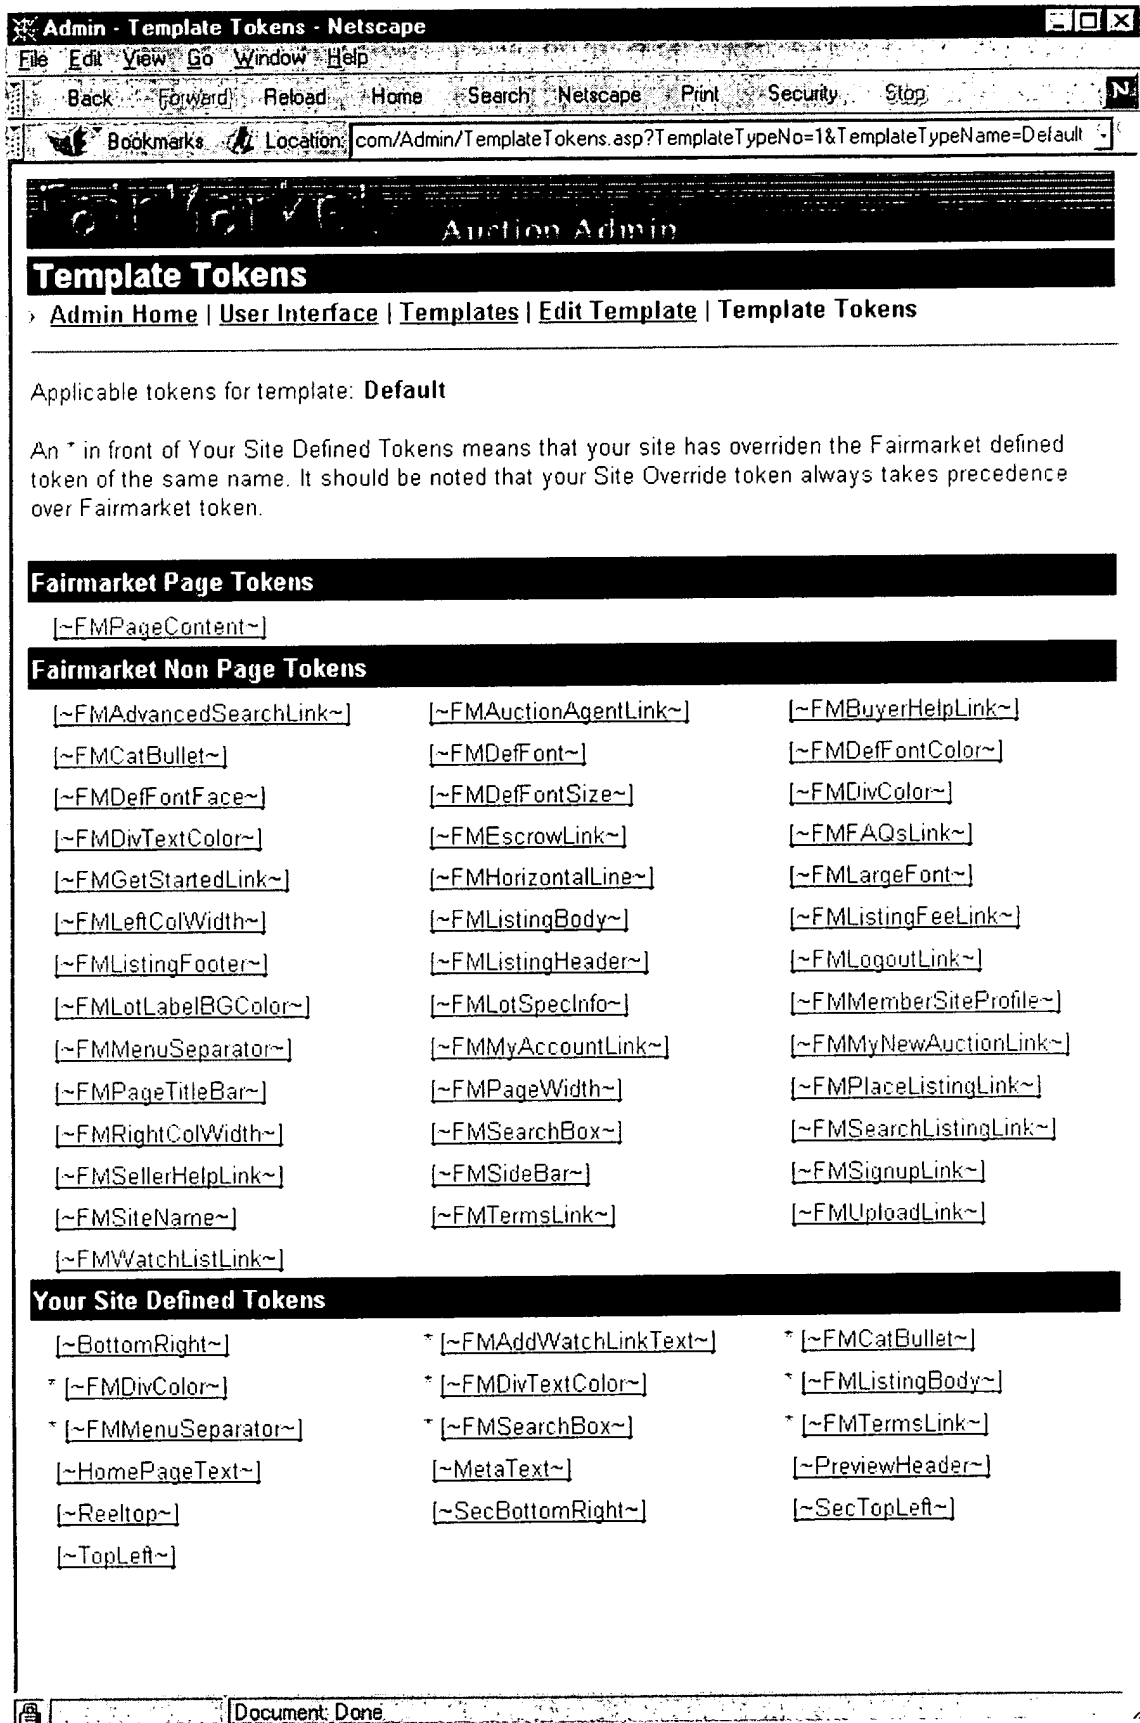 Admin - Template Tokens - Netscape
File Edit View Go Window Help
Back Forward Reload Home Search Netscape Print Security Stop N
Bookmarks Location: com/Admin/TemplateTokens.asp?TemplateTypeNo=1&TemplateTypeName=Default
Auction Admin
Template Tokens
› Admin Home | User Interface | Templates | Edit Template | Template Tokens
Applicable tokens for template: Default
An * in front of Your Site Defined Tokens means that your site has overriden the Fairmarket defined
token of the same name. It should be noted that your Site Override token always takes precedence
over Fairmarket token.
Fairmarket Page Tokens
[~FMPageContent~]
Fairmarket Non Page Tokens
[~FMAdvancedSearchLink~] [~FMAuctionAgentLink~] [~FMBuyerHelpLink~]
[~FMCatBullet~] [~FMDefFont~] [~FMDefFontColor~]
[~FMDefFontFace~] [~FMDefFontSize~] [~FMDivColor~]
[~FMDivTextColor~] [~FMEscrowLink~] [~FMFAQsLink~]
[~FMGetStartedLink~] [~FMHorizontalLine~] [~FMLargeFont~]
[~FMLeftColWidth~] [~FMListingBody~] [~FMListingFeeLink~]
[~FMListingFooter~] [~FMListingHeader~] [~FMLogoutLink~]
[~FMLotLabelBGColor~] [~FMLotSpecInfo~] [~FMMemberSiteProfile~]
[~FMMenuSeparator~] [~FMMyAccountLink~] [~FMMyNewAuctionLink~]
[~FMPageTitleBar~] [~FMPageWidth~] [~FMPlaceListingLink~]
[~FMRightColWidth~] [~FMSearchBox~] [~FMSearchListingLink~]
[~FMSellerHelpLink~] [~FMSideBar~] [~FMSignupLink~]
[~FMSiteName~] [~FMTermsLink~] [~FMUploadLink~]
[~FMWatchListLink~]
Your Site Defined Tokens
[~BottomRight~] * [~FMAddWatchLinkText~] * [~FMCatBullet~]
* [~FMDivColor~] * [~FMDivTextColor~] * [~FMListingBody~]
* [~FMMenuSeparator~] * [~FMSearchBox~] * [~FMTermsLink~]
[~HomePageText~] [~MetaText~] [~PreviewHeader~]
[~Reeltop~] [~SecBottomRight~] [~SecTopLeft~]
[~TopLeft~]
Document: Done